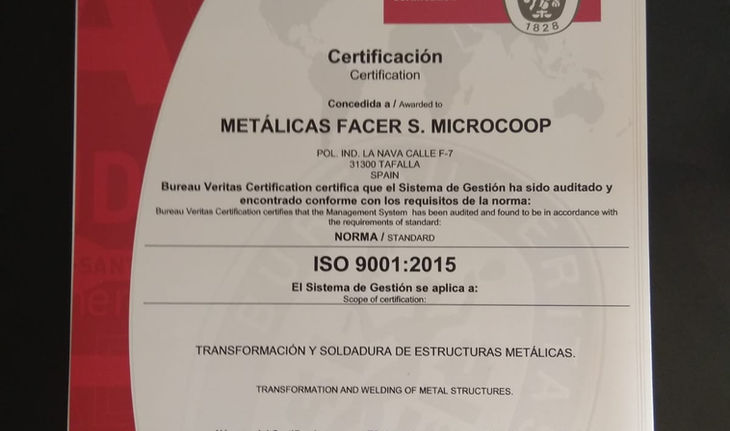 1828
Certificación
Certification
Concedida a / Awarded to
METÁLICAS FACER S. MICROCOOP
POL. IND. LA NAVA CALLE F-7
31300 TAFALLA
SPAIN
Bureau Veritas Certification certifica que el Sistema de Gestión ha sido auditado y
encontrado conforme con los requisitos de la norma:
Bureau Veritas Certification certifies that the Management System has been audited and found to be in accordance with
the requirements of standard:
NORMA / STANDARD
ISO 9001:2015
El Sistema de Gestión se aplica a:
Scope of certification:
TRANSFORMACIÓN Y SOLDADURA DE ESTRUCTURAS METÁLICAS.
TRANSFORMATION AND WELDING OF METAL STRUCTURES.